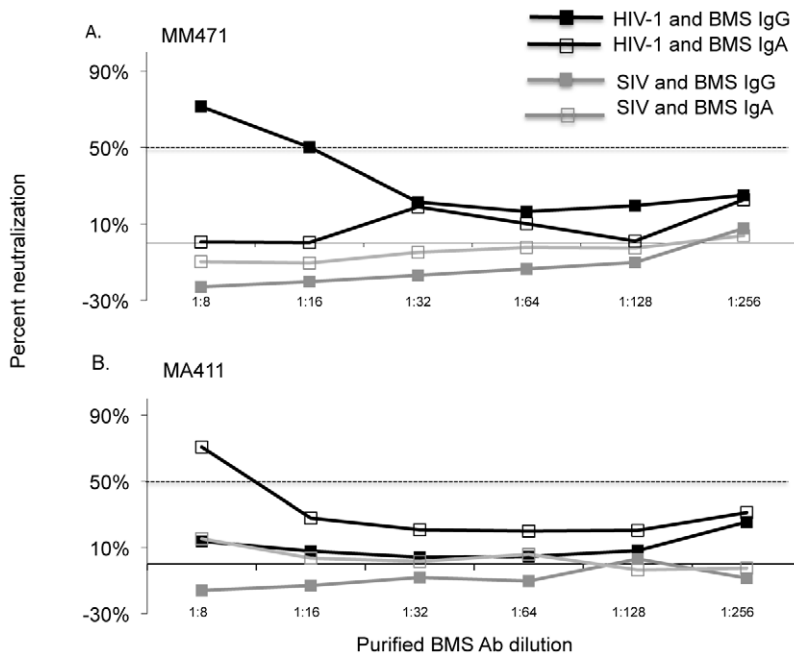 A.
MM471
HIV-1 and BMS IgG
HIV-1 and BMS IgA
SIV and BMS IgG
SIV and BMS IgA
90%
50%
10%
-30%
1:8 1:16 1:32 1:64 1:128 1:256
Percent neutralization
B.
MA411
90%
50%
10%
-30%
1:8 1:16 1:32 1:64 1:128 1:256
Purified BMS Ab dilution